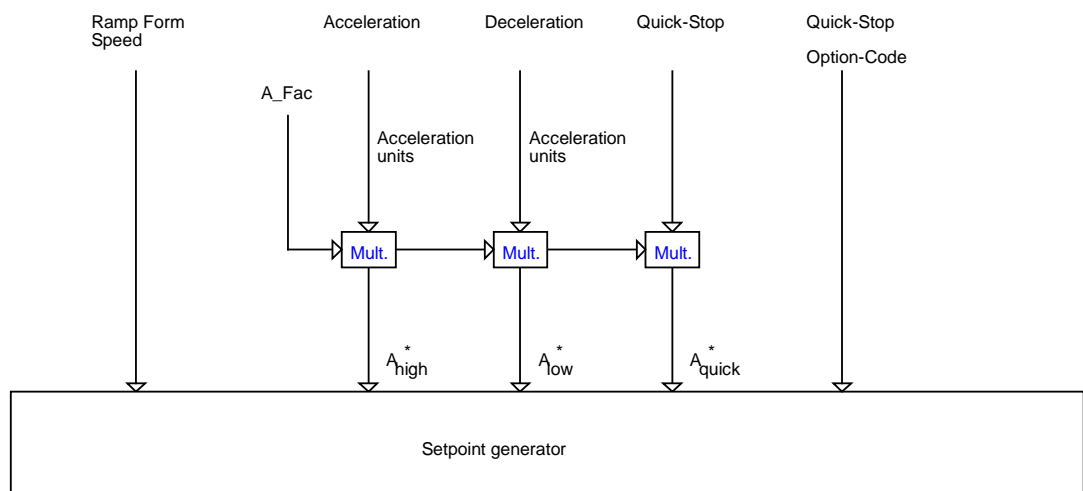 Ramp Form
Speed
Acceleration
Deceleration
Quick-Stop
Quick-Stop
Option-Code
A_Fac
Acceleration
units
Acceleration
units
Mult.
Mult.
Mult.
A*high
A*low
A*quick
Setpoint generator